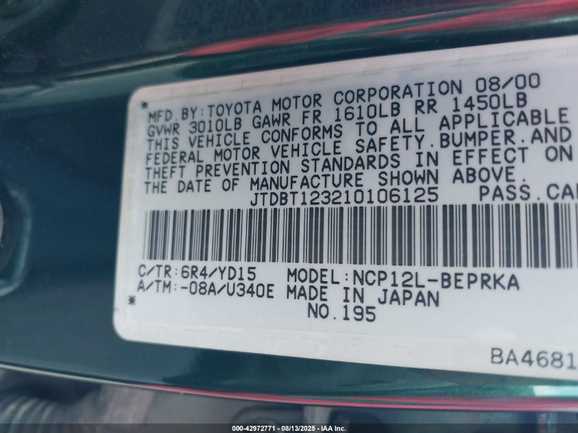 MFD.BY:TOYOTA MOTOR CORPORATION 08/00
GVWR 3010LB GAWR FR 1610LB RR 1450LB
THIS VEHICLE CONFORMS TO ALL APPLICABLE
FEDERAL MOTOR VEHICLE SAFETY.BUMPER.AND
THEFT PREVENTION STANDARDS IN EFFECT ON
THE DATE OF MANUFACTURE SHOWN ABOVE.
JTDBT123210106125 PASS.CAR
C/TR:6R4/YD15 MODEL:NCP12L-BEPRKA
A/TM:-08A/U340E MADE IN JAPAN
NO.195
BA4681
000-42972771 - 08/13/2025 - IAAI.COM